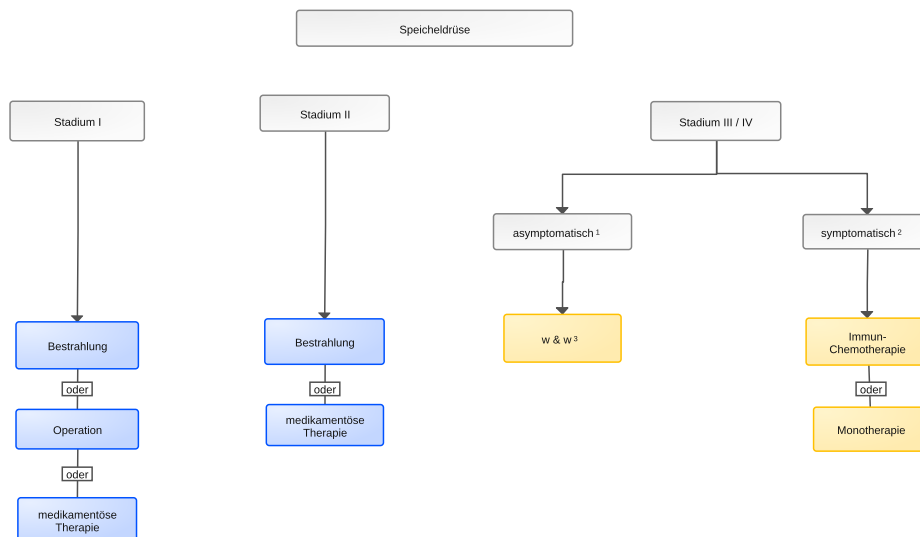 Speicheldrüse
Stadium I
Stadium II
Stadium III / IV
asymptomatisch 1
symptomatisch 2
Bestrahlung
oder
Operation
oder
medikamentöse
Therapie
Bestrahlung
oder
medikamentöse
Therapie
w & w 3
Immun-
Chemotherapie
oder
Monotherapie